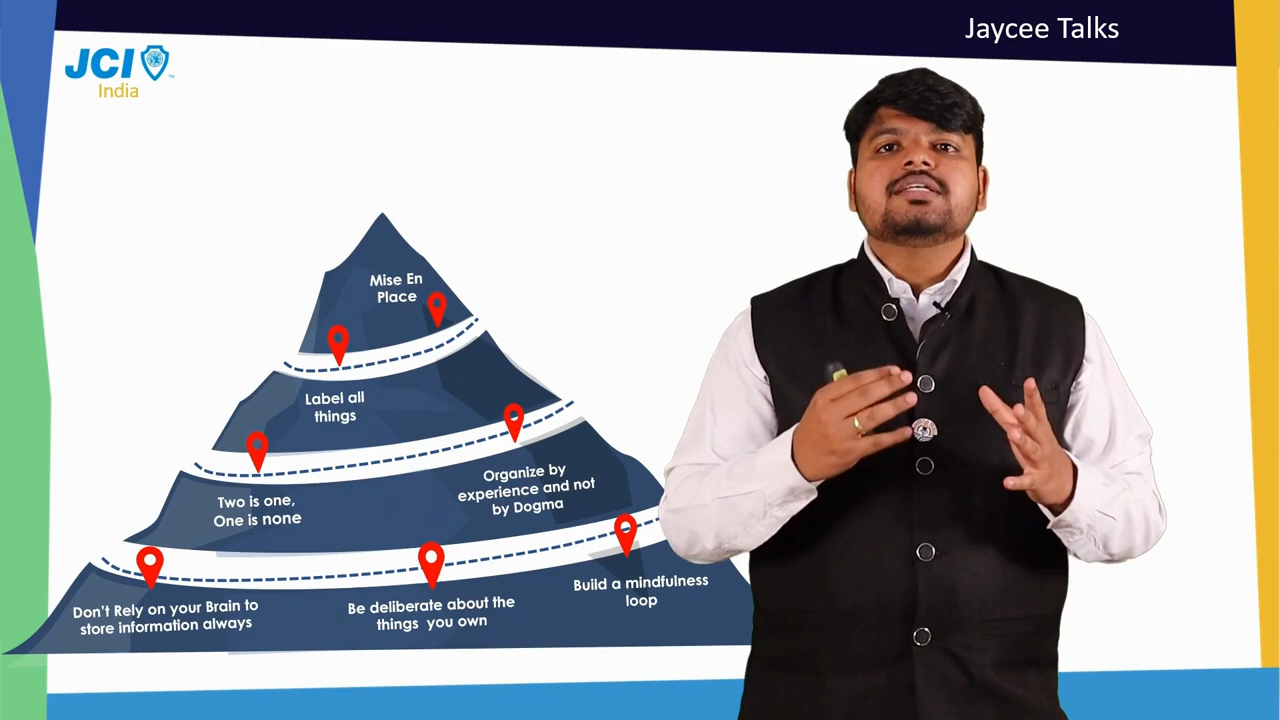 Jaycee Talks
JCI
India
Mise En
Place
Label all
things
Two is one,
One is none
Organize by
experience and not
by Dogma
Don't Rely on your Brain to
store information always
Be deliberate about the
things you own
Build a mindfulness
loop